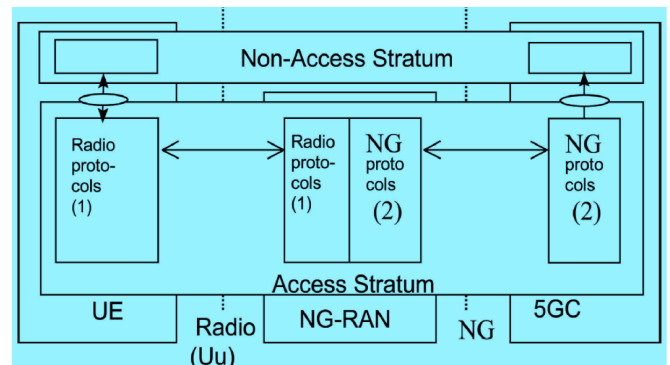 Non-Access Stratum
Radio
proto-
cols
(1)
Radio
proto-
cols
(1)
NG
proto
cols
(2)
NG
proto
cols
(2)
Access Stratum
UE
Radio
(Uu)
NG-RAN
NG
5GC